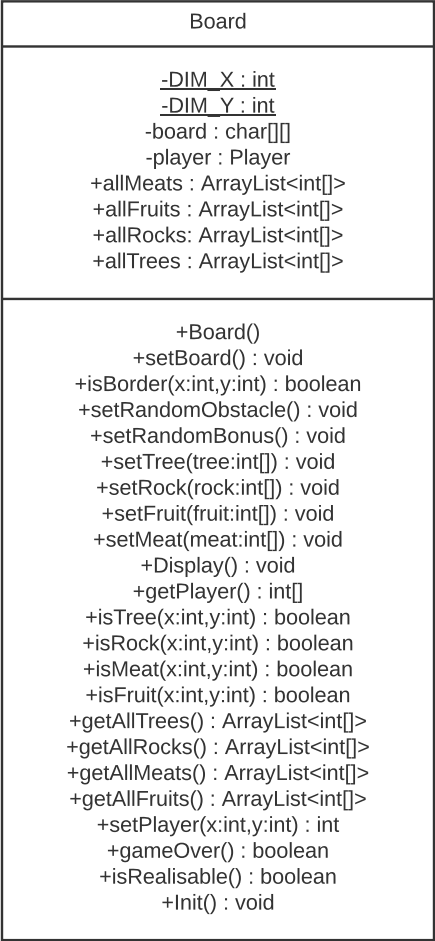 Board
-DIM_X : int
-DIM_Y : int
-board : char[][]
-player : Player
+allMeats : ArrayList<int[]>
+allFruits : ArrayList<int[]>
+allRocks: ArrayList<int[]>
+allTrees : ArrayList<int[]>
+Board()
+setBoard() : void
+isBorder(x:int,y:int) : boolean
+setRandomObstacle() : void
+setRandomBonus() : void
+setTree(tree:int[]) : void
+setRock(rock:int[]) : void
+setFruit(fruit:int[]) : void
+setMeat(meat:int[]) : void
+Display() : void
+getPlayer() : int[]
+isTree(x:int,y:int) : boolean
+isRock(x:int,y:int) : boolean
+isMeat(x:int,y:int) : boolean
+isFruit(x:int,y:int) : boolean
+getAllTrees() : ArrayList<int[]>
+getAllRocks() : ArrayList<int[]>
+getAllMeats() : ArrayList<int[]>
+getAllFruits() : ArrayList<int[]>
+setPlayer(x:int,y:int) : int
+gameOver() : boolean
+isRealisable() : boolean
+Init() : void